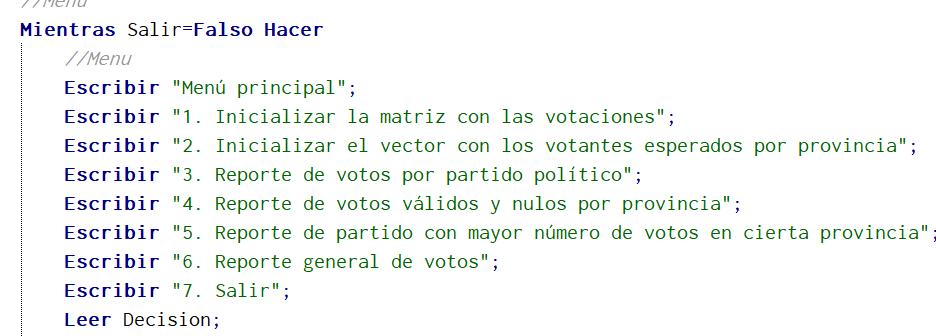 //Menu
Mientras Salir=Falso Hacer
//Menu
Escribir "Menú principal";
Escribir "1. Inicializar la matriz con las votaciones";
Escribir "2. Inicializar el vector con los votantes esperados por provincia";
Escribir "3. Reporte de votos por partido político";
Escribir "4. Reporte de votos válidos y nulos por provincia";
Escribir "5. Reporte de partido con mayor número de votos en cierta provincia";
Escribir "6. Reporte general de votos";
Escribir "7. Salir";
Leer Decision;